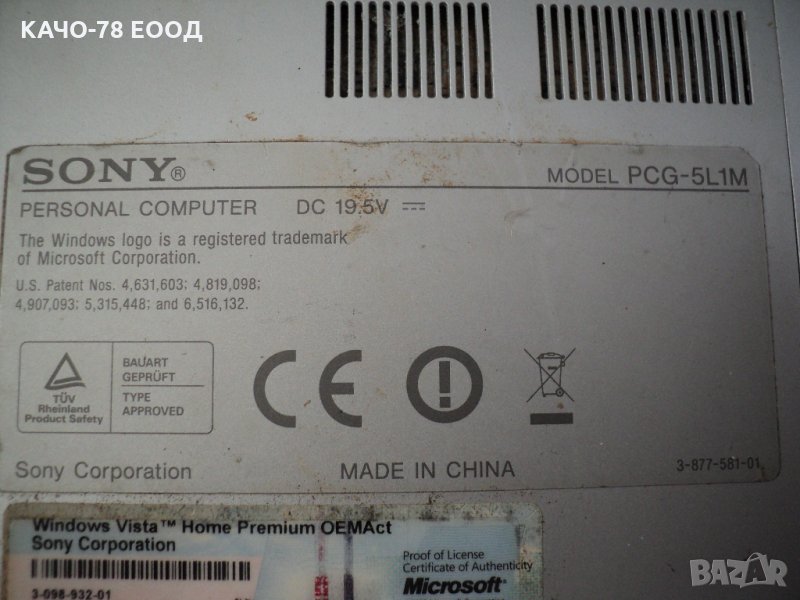 КАЧО-78 ЕООД
SONY®
MODEL PCG-5L1M
PERSONAL COMPUTER DC 19.5V
The Windows logo is a registered trademark
of Microsoft Corporation.
U.S. Patent Nos. 4,631,603; 4,819,098;
4,907,093; 5,315,448; and 6,516,132.
TÜV
Rheinland
Product Safety
BAUART
GEPRÜFT
TYPE
APPROVED
CE
Sony Corporation
MADE IN CHINA
3-877-581-01
Windows Vista™ Home Premium OEMAct
Sony Corporation
3-098-932-01
Proof of License
Certificate of Authenticity
Microsoft®
BAZAR